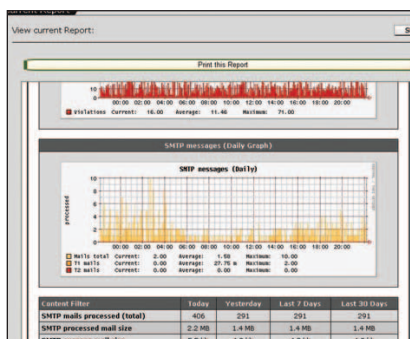 View current Report:
Print this Report
10
0
00:00 02:00 04:00 06:00 08:00 10:00 12:00 14:00 16:00 18:00 20:00
Violations Current: 16.00 Average: 11.46 Maximum: 71.00
SMTP messages (Daily Graph)
SMTP messages (Daily)
processed
10
8
6
4
2
0
00:00 02:00 04:00 06:00 08:00 10:00 12:00 14:00 16:00 18:00 20:00
Mails total Current: 2.00 Average: 1.58 Maximum: 10.00
T1 mails Current: 0.00 Average: 27.75 m Maximum: 2.00
T2 mails Current: 0.00 Average: 0.00 Maximum: 0.00
Content Filter Today Yesterday Last 7 Days Last 30 Days
SMTP mails processed (total) 406 291 291 291
SMTP processed mail size 2.2 MB 1.4 MB 1.4 MB 1.4 MB